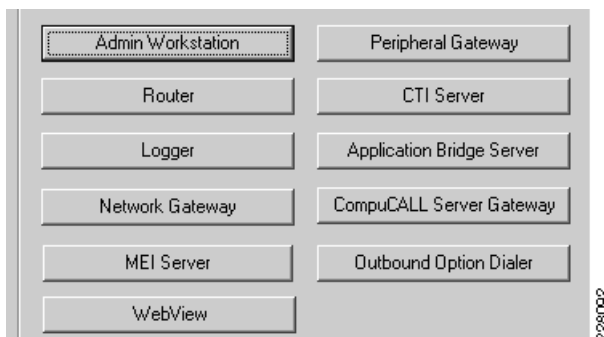 Admin Workstation
Peripheral Gateway
Router
CTI Server
Logger
Application Bridge Server
Network Gateway
CompuCALL Server Gateway
MEI Server
Outbound Option Dialer
WebView
228092